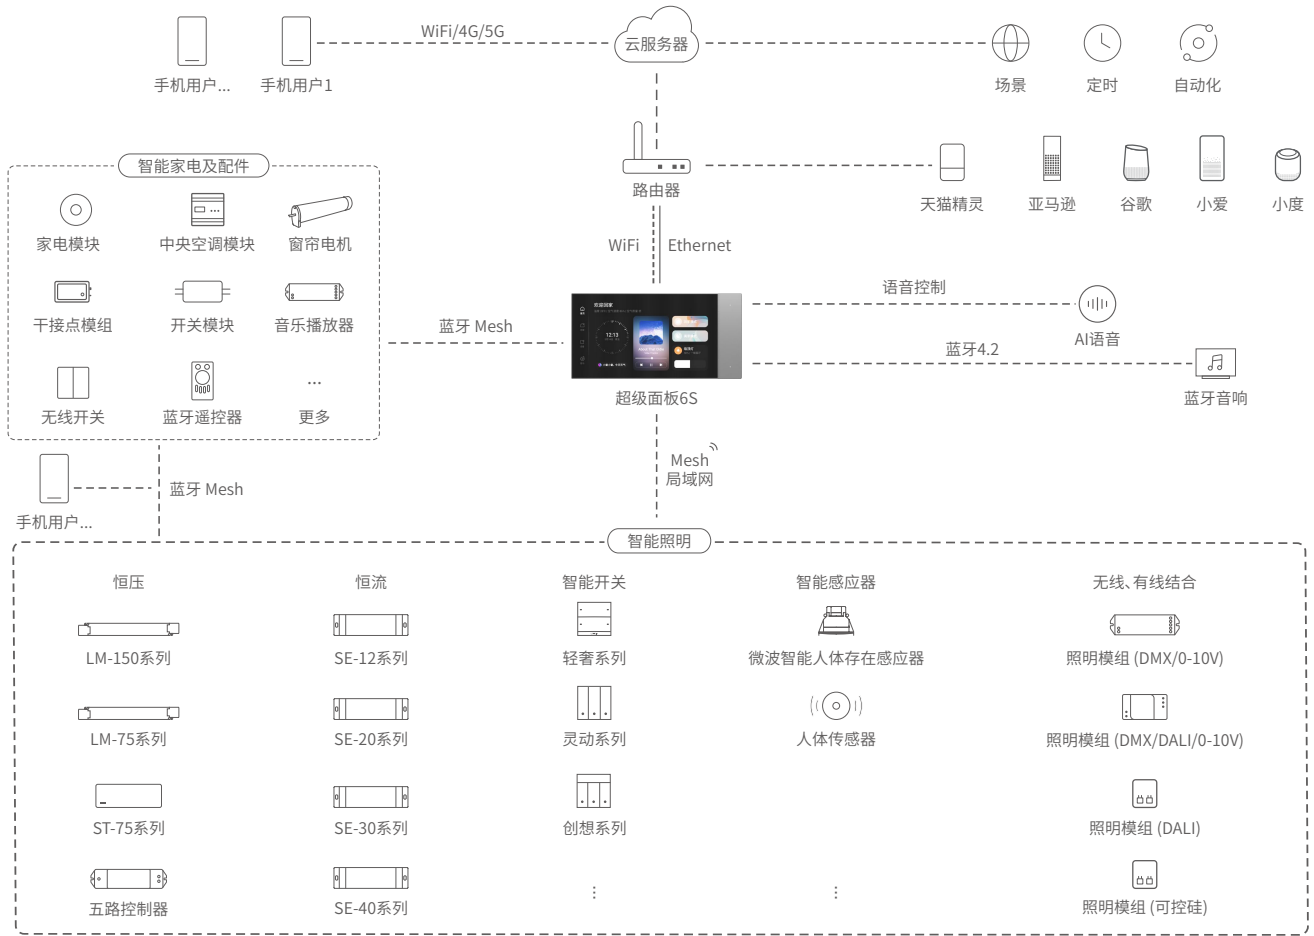 WiFi/4G/5G
云服务器
手机用户...
手机用户1
场景
定时
自动化
路由器
天猫精灵
亚马逊
谷歌
小爱
小度
WiFi
Ethernet
智能家电及配件
家电模块
中央空调模块
窗帘电机
干接点模组
开关模块
音乐播放器
无线开关
蓝牙遥控器
...
更多
蓝牙 Mesh
欢迎回家
12:13
超级面板6S
语音控制
AI语音
蓝牙4.2
蓝牙音响
Mesh
局域网
手机用户...
蓝牙 Mesh
智能照明
恒压
恒流
智能开关
智能感应器
无线、有线结合
LM-150系列
SE-12系列
轻奢系列
微波智能人体存在感应器
照明模组 (DMX/0-10V)
LM-75系列
SE-20系列
灵动系列
人体传感器
照明模组 (DMX/DALI/0-10V)
ST-75系列
SE-30系列
创想系列
照明模组 (DALI)
五路控制器
SE-40系列
照明模组 (可控硅)